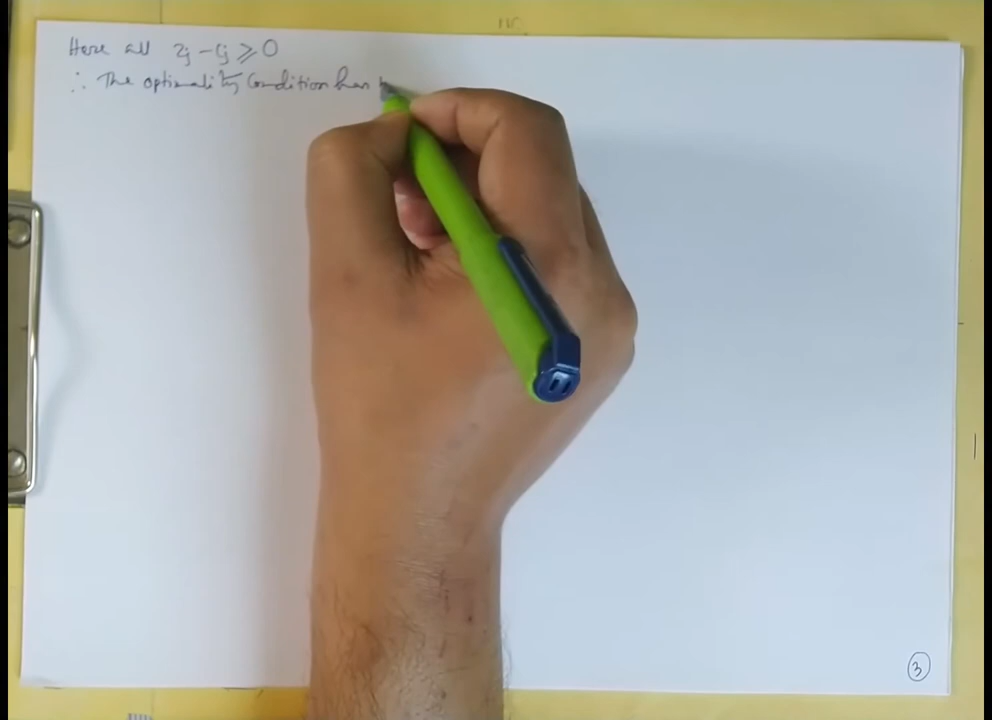 Here all Zj - Cj ⩾ 0
∴ The optimality condition has
3